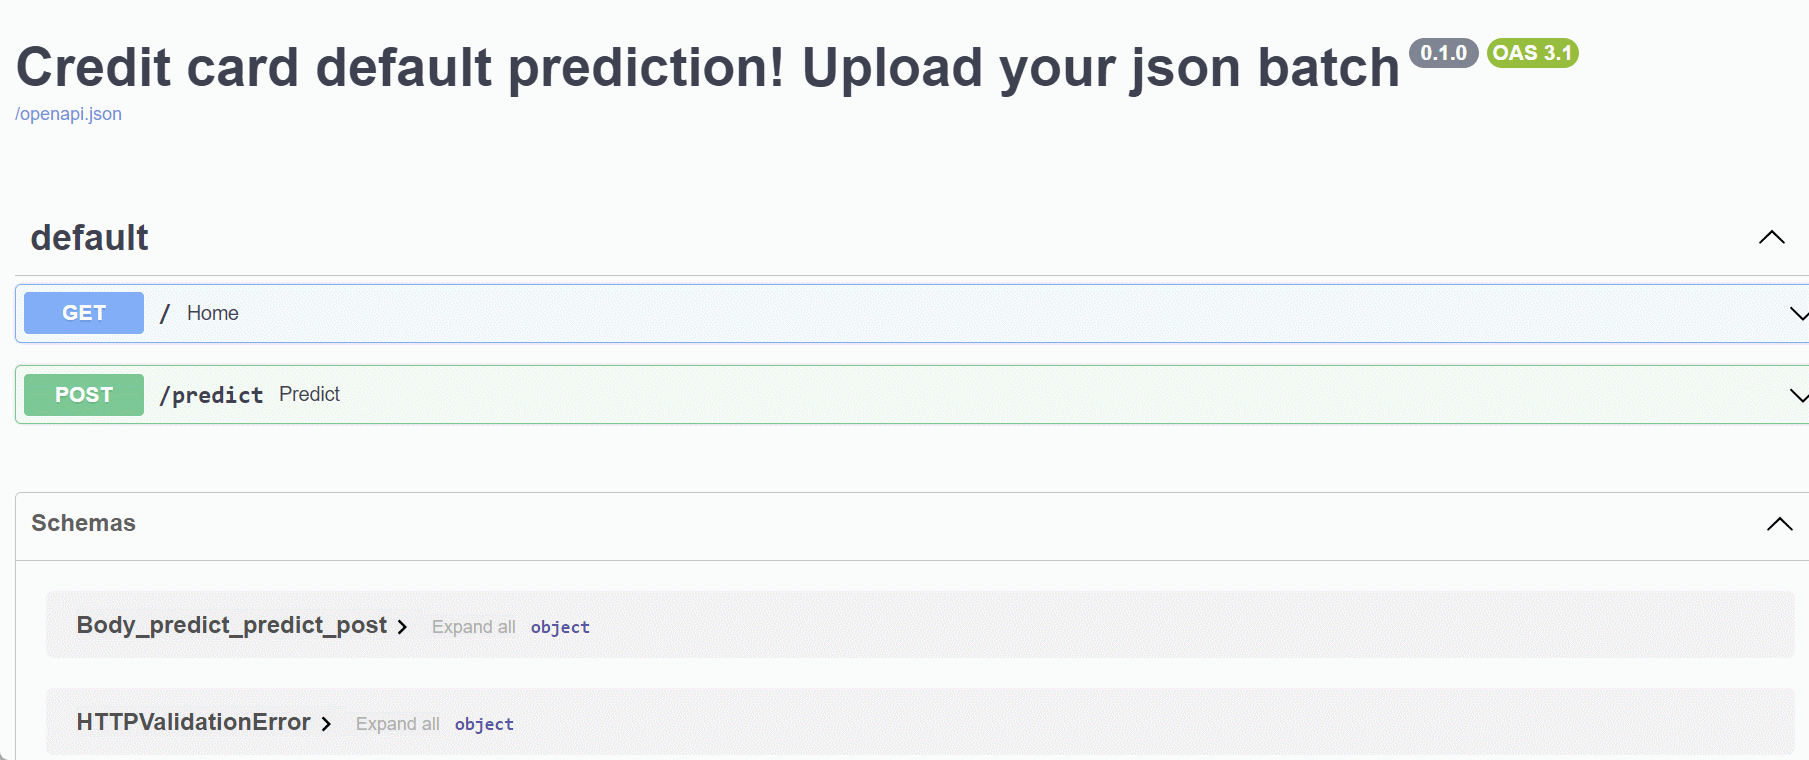 Credit card default prediction! Upload your json batch 0.1.0 OAS 3.1
/openapi.json
default
GET / Home
POST /predict Predict
Schemas
Body_predict_predict_post Expand all object
HTTPValidationError Expand all object